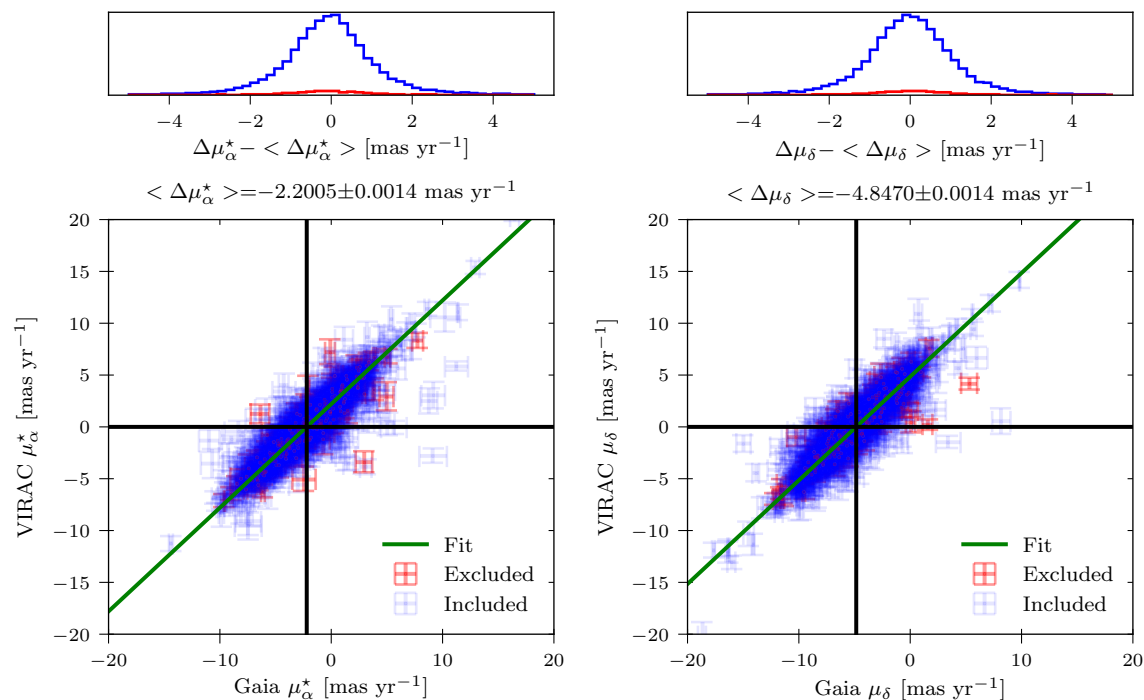 −4 −2 0 2 4
Δμ⋆α− < Δμ⋆α > [mas yr−1]
< Δμ⋆α >=−2.2005±0.0014 mas yr−1
20
15
10
5
0
−5
−10
−15
−20
VIRAC μ⋆α [mas yr−1]
Fit
Excluded
Included
−20 −10 0 10 20
Gaia μ⋆α [mas yr−1]
−4 −2 0 2 4
Δμδ− < Δμδ > [mas yr−1]
< Δμδ >=−4.8470±0.0014 mas yr−1
20
15
10
5
0
−5
−10
−15
−20
VIRAC μδ [mas yr−1]
Fit
Excluded
Included
−20 −10 0 10 20
Gaia μδ [mas yr−1]